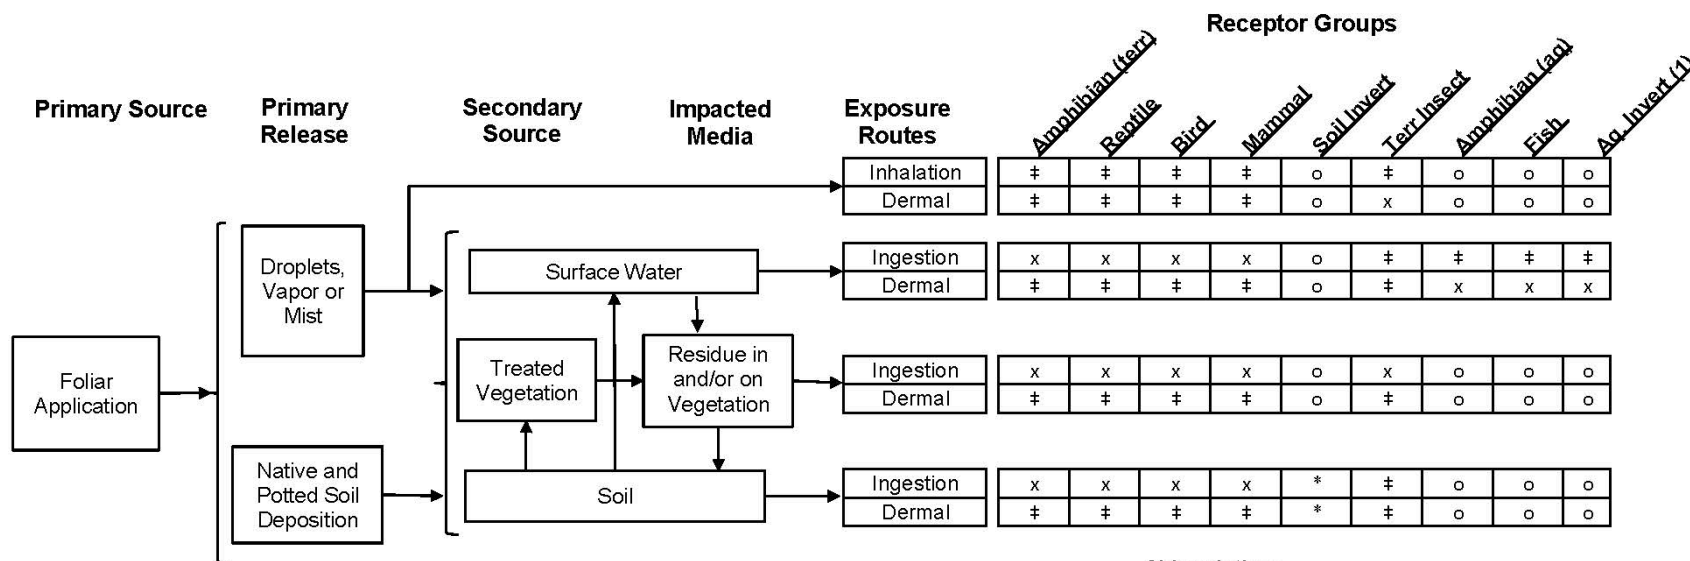 Receptor Groups
Amphibian (terr)
Reptile
Bird
Mammal
Soil Invert
Terr Insect
Amphibian (aq)
Fish
Aq. Invert (1)
Primary Source
Primary
Release
Secondary
Source
Impacted
Media
Exposure
Routes
Inhalation ‡ ‡ ‡ ‡ o ‡ o o o
Dermal ‡ ‡ ‡ ‡ o x o o o
Droplets,
Vapor or
Mist
Surface Water
Ingestion x x x x o ‡ ‡ ‡ ‡
Dermal ‡ ‡ ‡ ‡ o ‡ x x x
Foliar
Application
Treated
Vegetation
Residue in
and/or on
Vegetation
Ingestion x x x x o x o o o
Dermal ‡ ‡ ‡ ‡ o ‡ o o o
Native and
Potted Soil
Deposition
Soil
Ingestion x x x x * ‡ o o o
Dermal ‡ ‡ ‡ ‡ * ‡ o o o